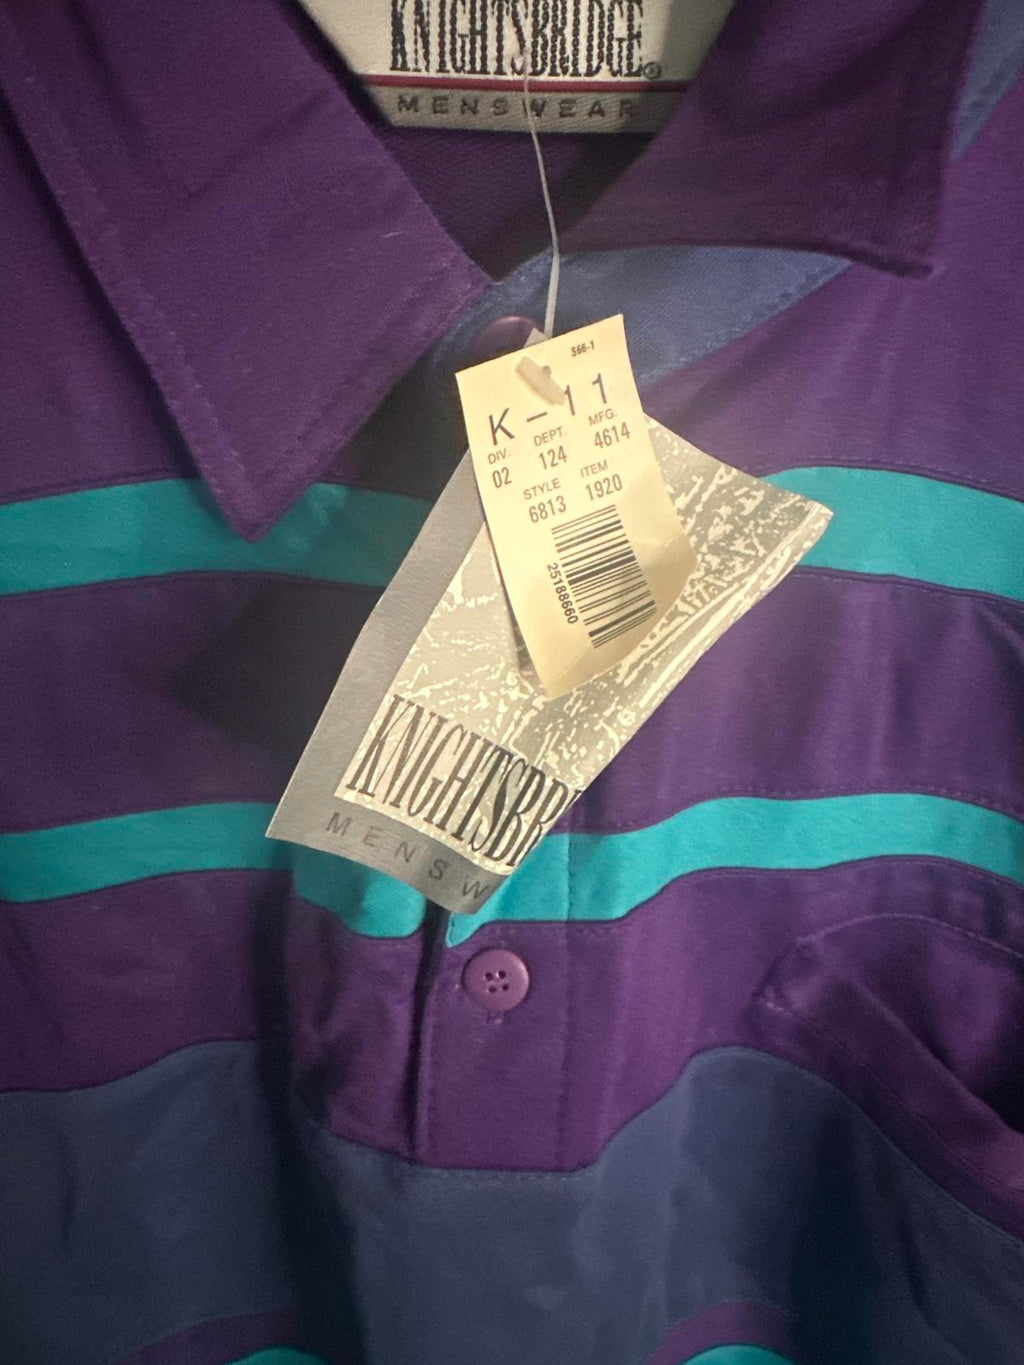 KNIGHTSBRIDGE®
MENSWEAR
S66-1
K-11
DIV. DEPT. MFG.
02 124 4614
STYLE ITEM
6813 1920
25188660
KNIGHTSBR
MENSW